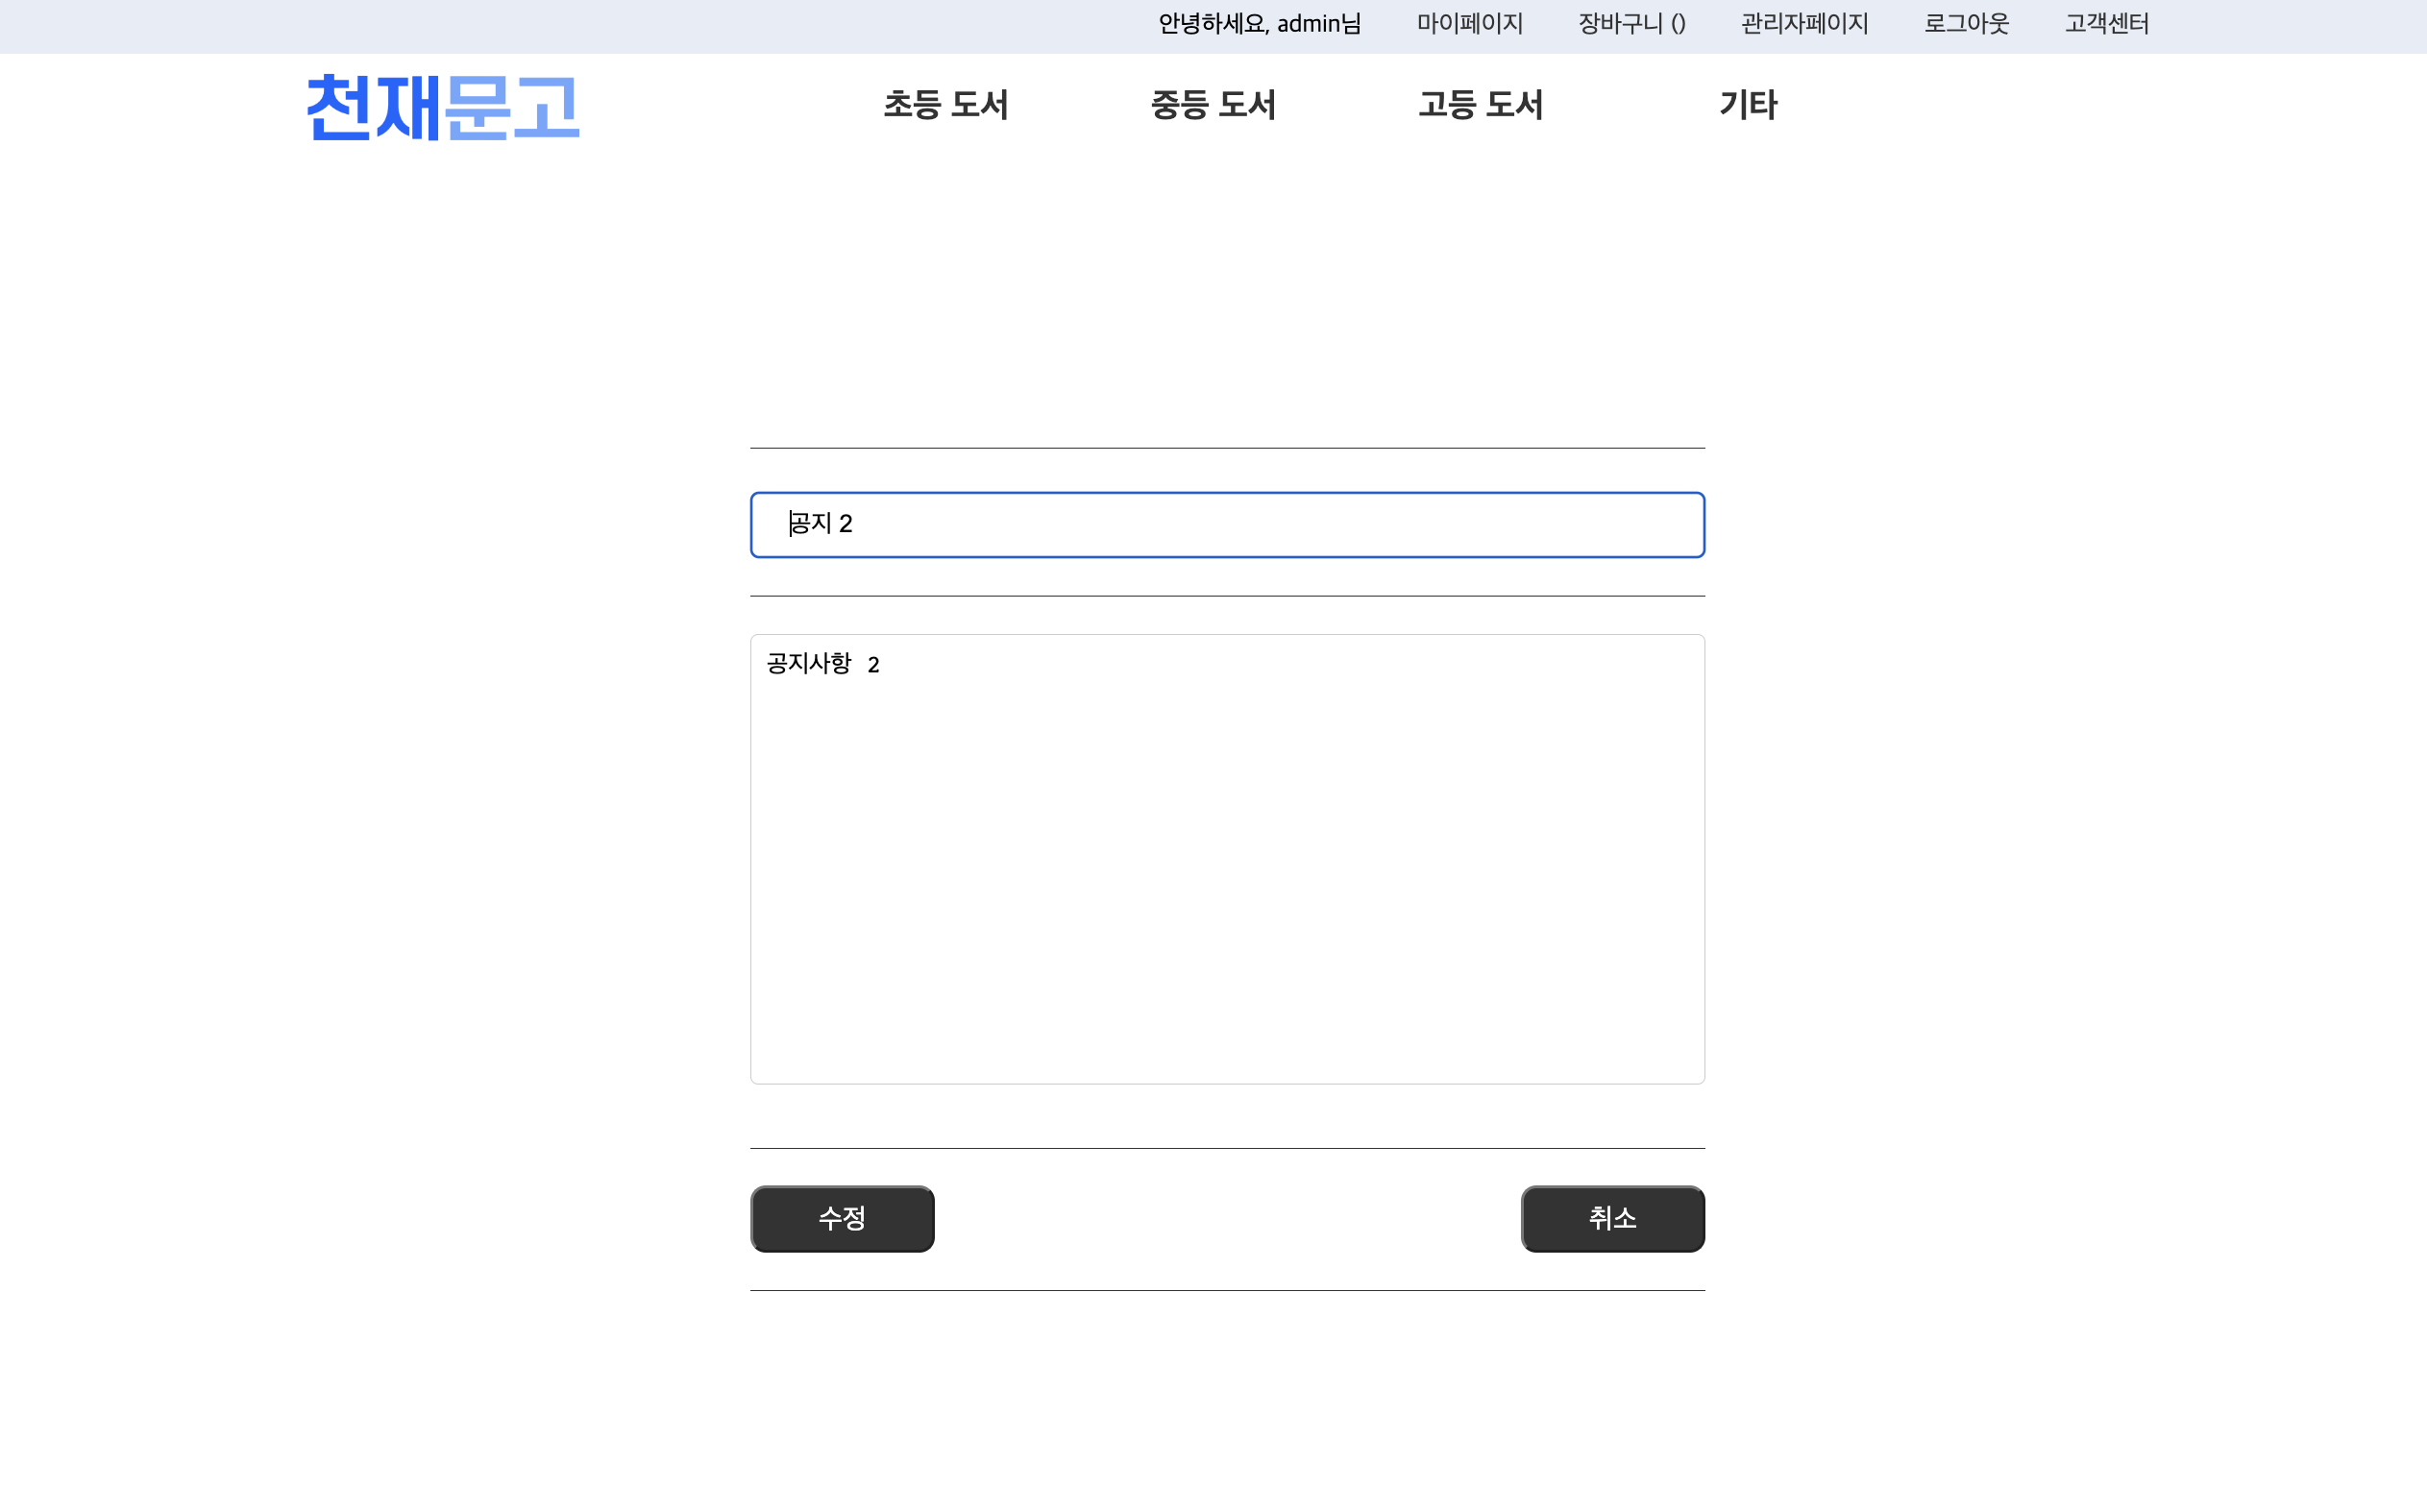 안녕하세요, admin님 마이페이지 장바구니 () 관리자페이지 로그아웃 고객센터
천재문고 초등 도서 중등 도서 고등 도서 기타
공지 2
공지사항 2
수정 취소